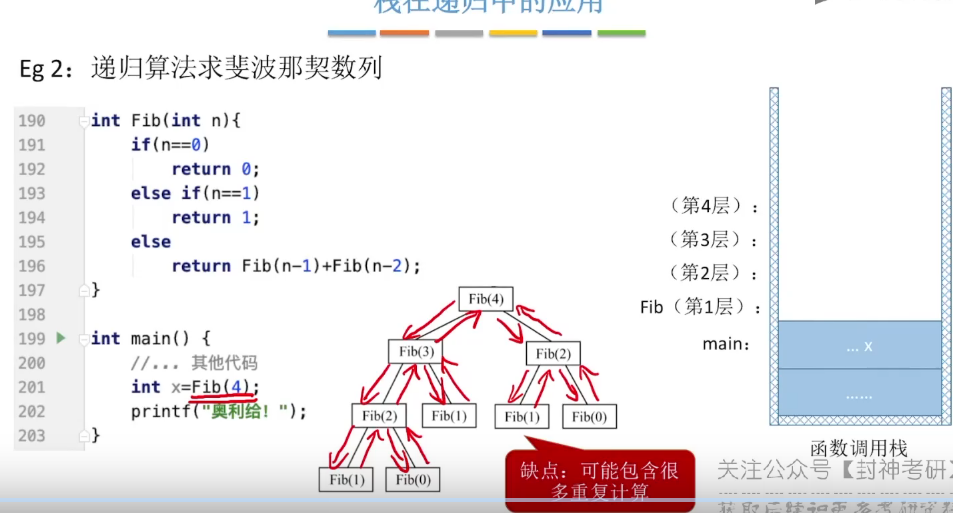 栈在递归中的应用
Eg 2：递归算法求斐波那契数列
190 int Fib(int n){
191 if(n==0)
192 return 0;
193 else if(n==1)
194 return 1;
195 else
196 return Fib(n-1)+Fib(n-2);
197 }
198
199 int main() {
200 //... 其他代码
201 int x=Fib(4);
202 printf("奥利给！");
203 }
Fib(4)
Fib(3)
Fib(2)
Fib(2)
Fib(1)
Fib(1)
Fib(0)
Fib(1)
Fib(0)
缺点：可能包含很
多重复计算
（第4层）：
（第3层）：
（第2层）：
Fib（第1层）：
main：
... x
......
函数调用栈
关注公众号【封神考研】